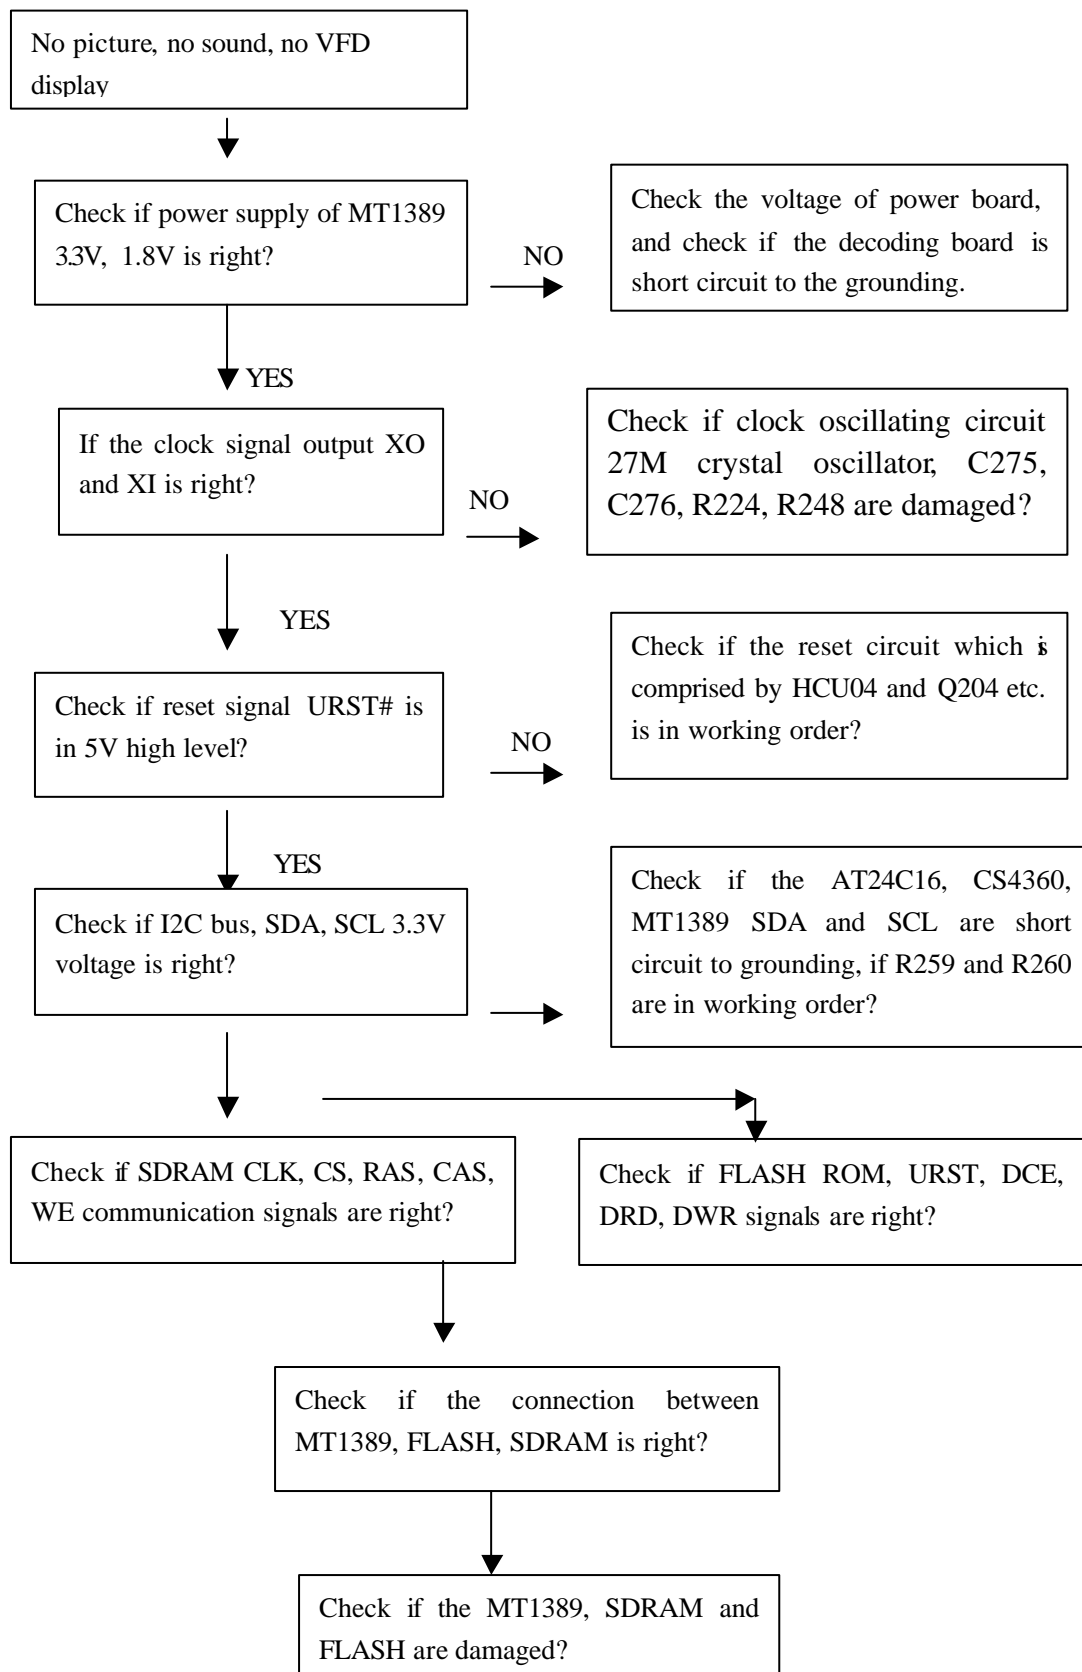 No picture, no sound, no VFD
display
Check if power supply of MT1389
3.3V, 1.8V is right?
NO
Check the voltage of power board,
and check if the decoding board is
short circuit to the grounding.
YES
If the clock signal output XO
and XI is right?
NO
Check if clock oscillating circuit
27M crystal oscillator, C275,
C276, R224, R248 are damaged?
YES
Check if reset signal URST# is
in 5V high level?
NO
Check if the reset circuit which is
comprised by HCU04 and Q204 etc.
is in working order?
YES
Check if I2C bus, SDA, SCL 3.3V
voltage is right?
Check if the AT24C16, CS4360,
MT1389 SDA and SCL are short
circuit to grounding, if R259 and R260
are in working order?
Check if SDRAM CLK, CS, RAS, CAS,
WE communication signals are right?
Check if FLASH ROM, URST, DCE,
DRD, DWR signals are right?
Check if the connection between
MT1389, FLASH, SDRAM is right?
Check if the MT1389, SDRAM and
FLASH are damaged?